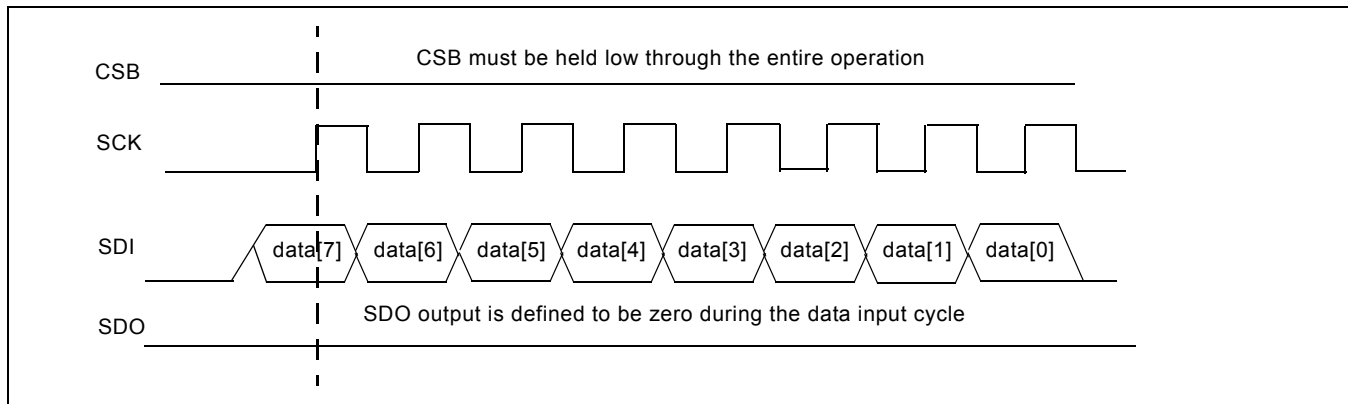 CSB must be held low through the entire operation
CSB
SCK
SDI
data[7] data[6] data[5] data[4] data[3] data[2] data[1] data[0]
SDO output is defined to be zero during the data input cycle
SDO